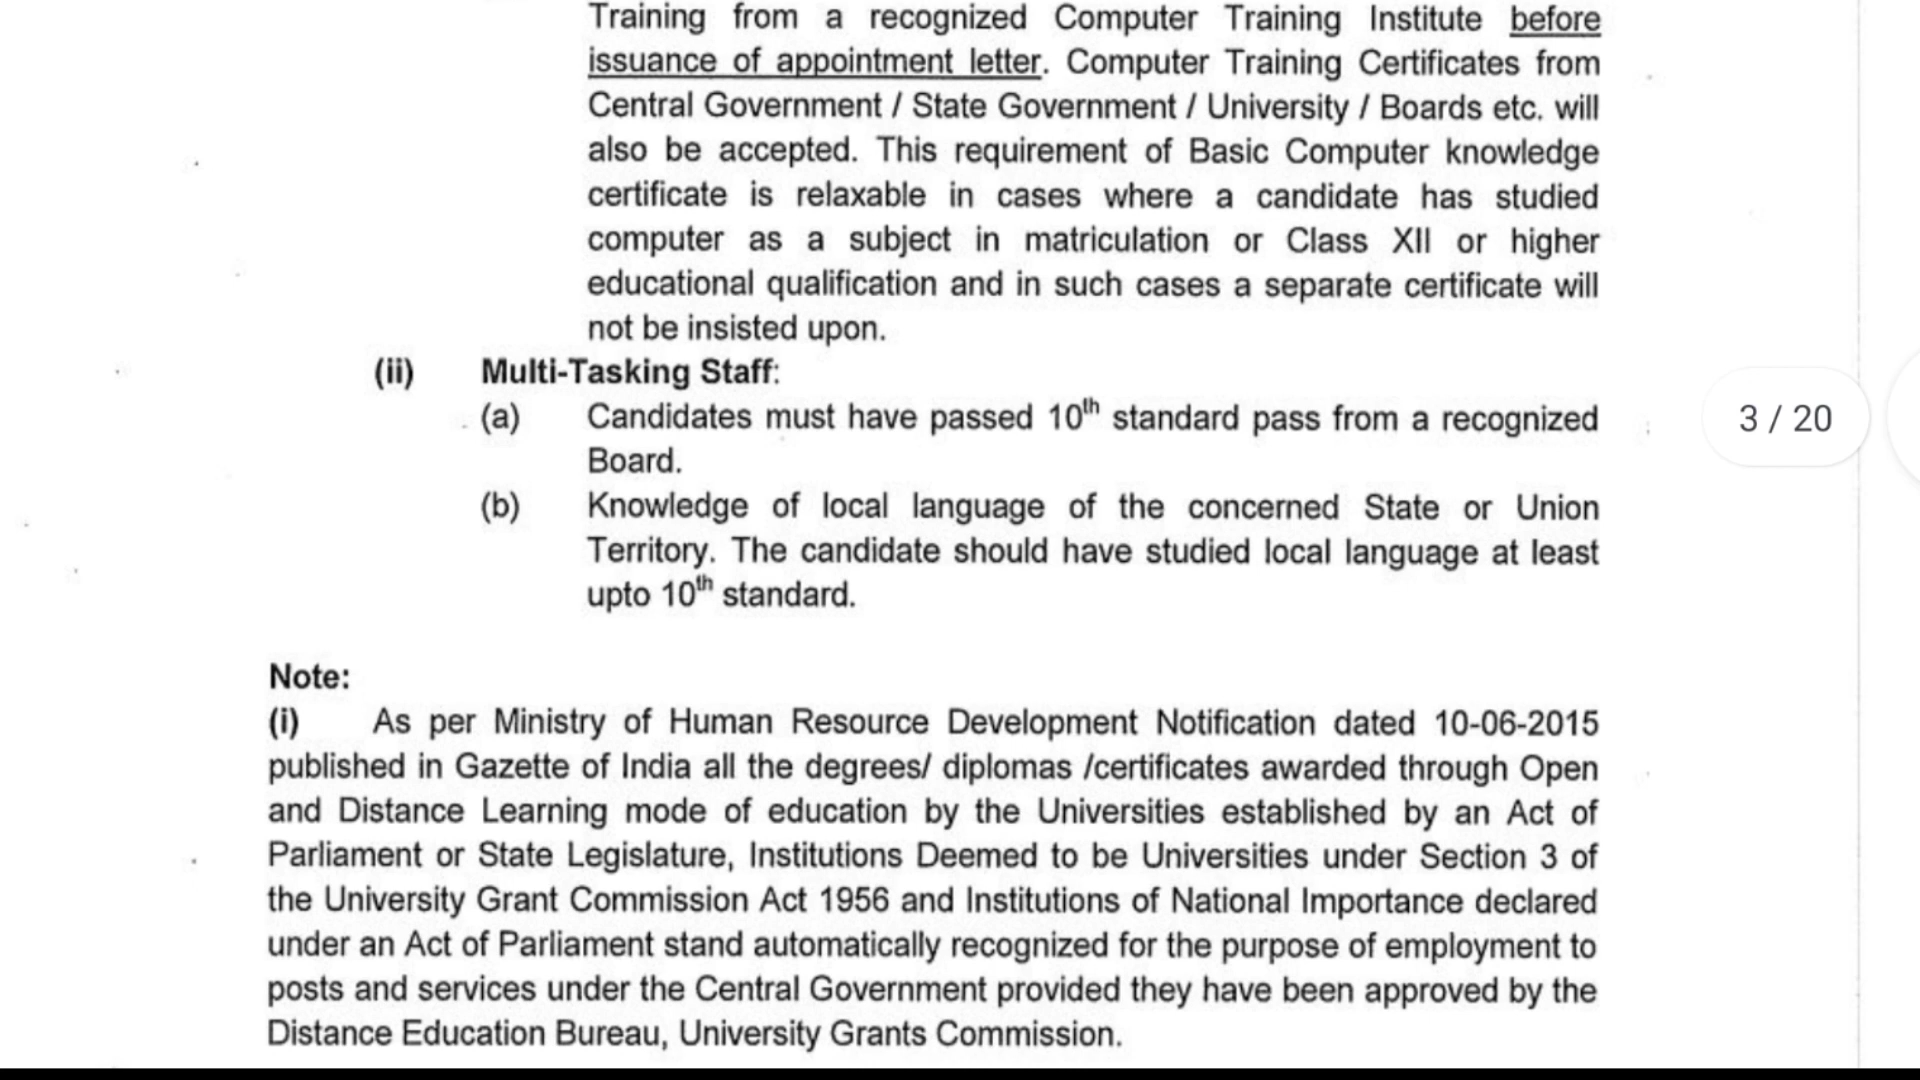 Training from a recognized Computer Training Institute before
issuance of appointment letter. Computer Training Certificates from
Central Government / State Government / University / Boards etc. will
also be accepted. This requirement of Basic Computer knowledge
certificate is relaxable in cases where a candidate has studied
computer as a subject in matriculation or Class XII or higher
educational qualification and in such cases a separate certificate will
not be insisted upon.
(ii) Multi-Tasking Staff:
(a) Candidates must have passed 10th standard pass from a recognized
Board.
(b) Knowledge of local language of the concerned State or Union
Territory. The candidate should have studied local language at least
upto 10th standard.
3 / 20
Note:
(i) As per Ministry of Human Resource Development Notification dated 10-06-2015
published in Gazette of India all the degrees/ diplomas /certificates awarded through Open
and Distance Learning mode of education by the Universities established by an Act of
Parliament or State Legislature, Institutions Deemed to be Universities under Section 3 of
the University Grant Commission Act 1956 and Institutions of National Importance declared
under an Act of Parliament stand automatically recognized for the purpose of employment to
posts and services under the Central Government provided they have been approved by the
Distance Education Bureau, University Grants Commission.